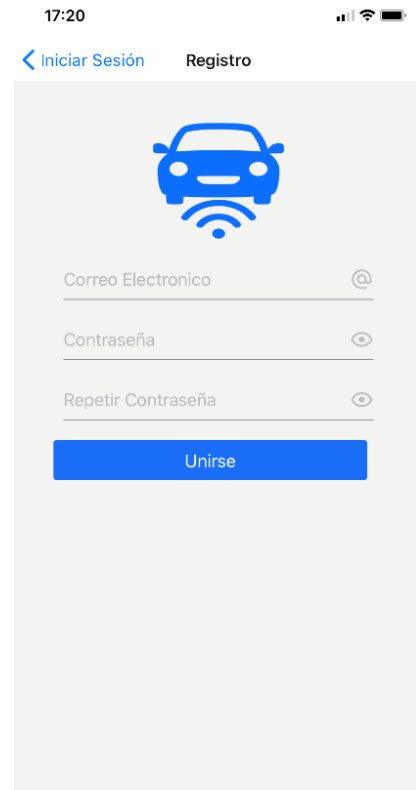 17:20
Iniciar Sesión Registro
Correo Electronico
Contraseña
Repetir Contraseña
Unirse